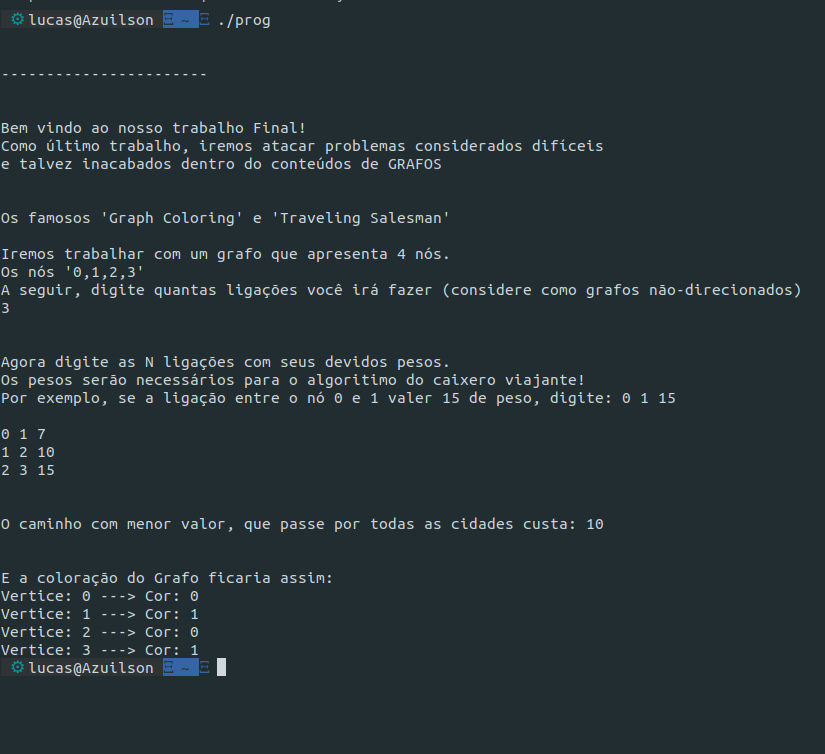 lucas@Azuilson ~ ./prog
-----------------------
Bem vindo ao nosso trabalho Final!
Como último trabalho, iremos atacar problemas considerados difíceis
e talvez inacabados dentro do conteúdos de GRAFOS
Os famosos 'Graph Coloring' e 'Traveling Salesman'
Iremos trabalhar com um grafo que apresenta 4 nós.
Os nós '0,1,2,3'
A seguir, digite quantas ligações você irá fazer (considere como grafos não-direcionados)
3
Agora digite as N ligações com seus devidos pesos.
Os pesos serão necessários para o algoritimo do caixero viajante!
Por exemplo, se a ligação entre o nó 0 e 1 valer 15 de peso, digite: 0 1 15
0 1 7
1 2 10
2 3 15
O caminho com menor valor, que passe por todas as cidades custa: 10
E a coloração do Grafo ficaria assim:
Vertice: 0 ---> Cor: 0
Vertice: 1 ---> Cor: 1
Vertice: 2 ---> Cor: 0
Vertice: 3 ---> Cor: 1
lucas@Azuilson ~